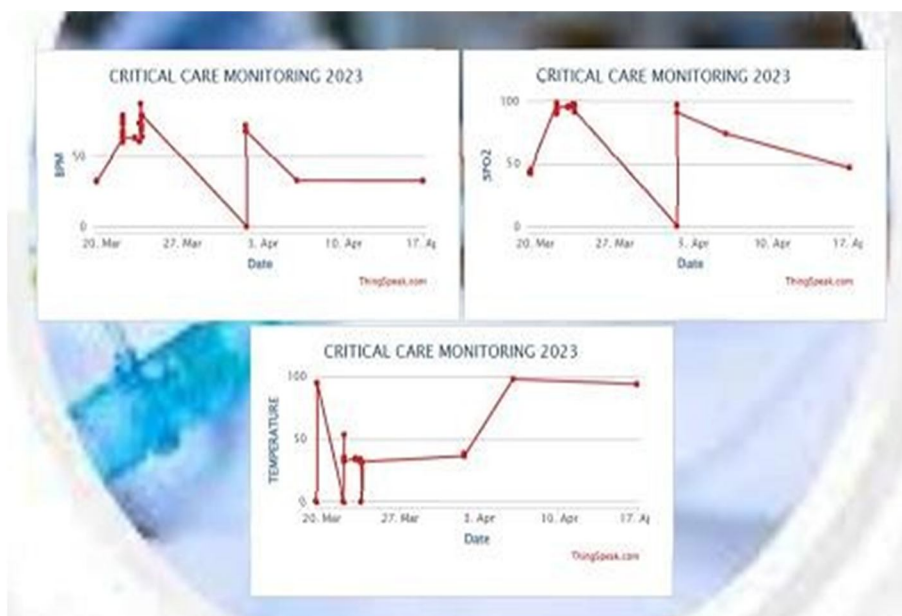 CRITICAL CARE MONITORING 2023
BPM
50
0
20. Mar 27. Mar 3. Apr 10. Apr 17. Ap
Date
ThingSpeak.com
CRITICAL CARE MONITORING 2023
SPO2
100
50
0
20. Mar 27. Mar 3. Apr 10. Apr 17. Ap
Date
ThingSpeak.com
CRITICAL CARE MONITORING 2023
TEMPERATURE
100
50
0
20. Mar 27. Mar 3. Apr 10. Apr 17. Ap
Date
ThingSpeak.com